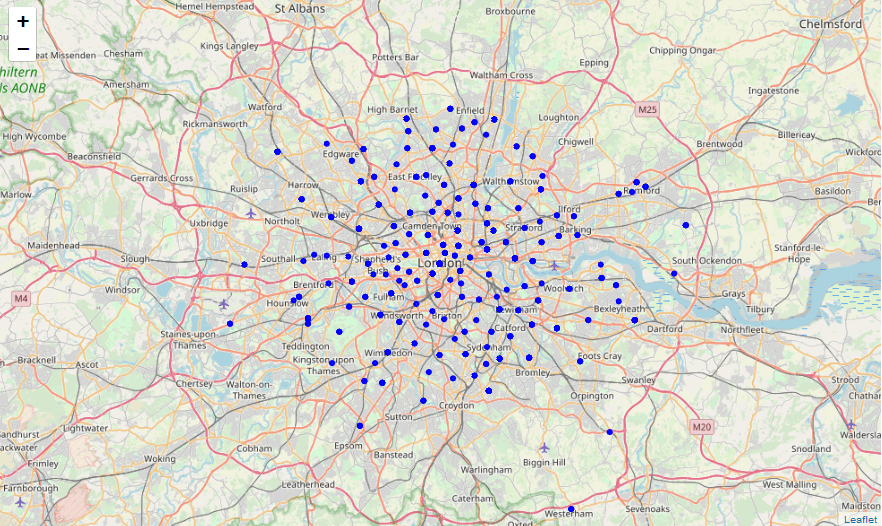 Hemel Hempstead
St Albans
Broxbourne
Chelmsford
+
−
Kings Langley
Chipping Ongar
eat Missenden
Chesham
Potters Bar
Epping
hiltern
ls AONB
Waltham Cross
Amersham
Ingatestone
Watford
High Barnet
Enfield
M25
Loughton
Rickmansworth
High Wycombe
Chigwell
Brentwood
Billericay
Beaconsfield
Edgware
Wickford
East Finchley
Walthamstow
Marlow
Ruislip
Harrow
Romford
Basildon
Wembley
Ilford
Uxbridge
Northolt
Camden Town
Stratford
Barking
Maidenhead
Stanford-le-
Hope
Slough
Southall
Ealing
Shepherd's
Bush
London
South Ockendon
M4
Windsor
Brentford
Woolwich
Grays
Hounslow
Fulham
Tilbury
Wandsworth
Brixton
Lewisham
Bexleyheath
Staines-upon-
Thames
Catford
Dartford
Northfleet
Bracknell
Teddington
Wimbledon
Sydenham
Foots Cray
Ascot
Kingston upon
Thames
Chertsey
Bromley
Swanley
Strood
Walton-on-
Thames
Orpington
Chathar
Croydon
Sutton
Lightwater
M20
andhurst
Epsom
Walderslad
ackwater
Cobham
Banstead
Snodland
Frimley
Woking
Biggin Hill
Warlingham
Leatherhead
West Malling
Farnborough
Caterham
Sevenoaks
Maidston
Westerham
Oxted
Leaflet